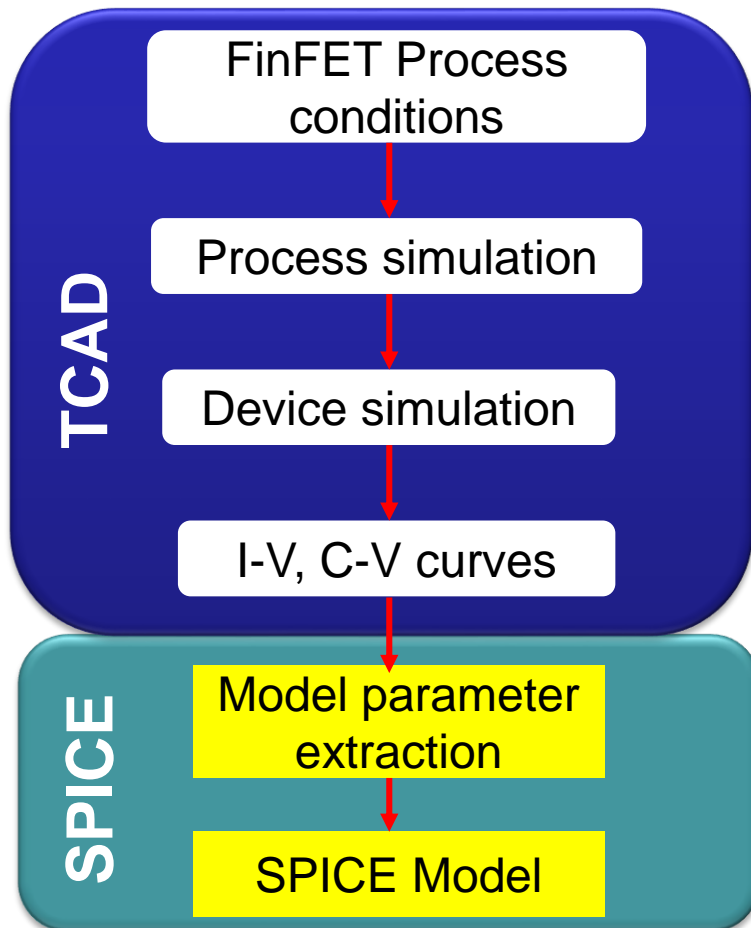 FinFET Process
conditions
Process simulation
TCAD
Device simulation
I-V, C-V curves
Model parameter
extraction
SPICE
SPICE Model